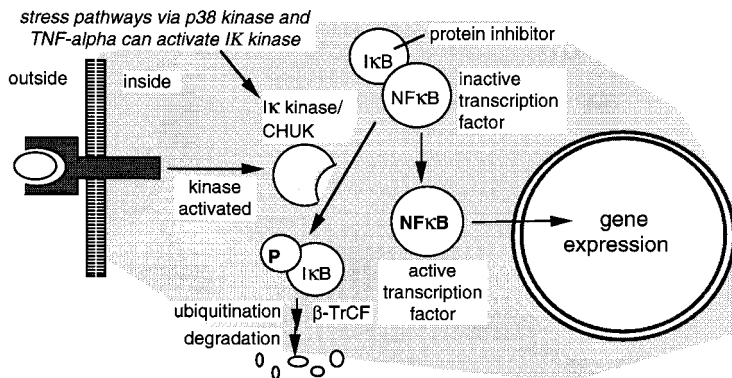 stress pathways via p38 kinase and
TNF-alpha can activate IK kinase
outside
inside
IκB
protein inhibitor
NFκB
inactive
transcription
factor
Iκ kinase/
CHUK
kinase
activated
NFκB
active
transcription
factor
gene
expression
P
IκB
ubiquitination
β-TrCF
degradation